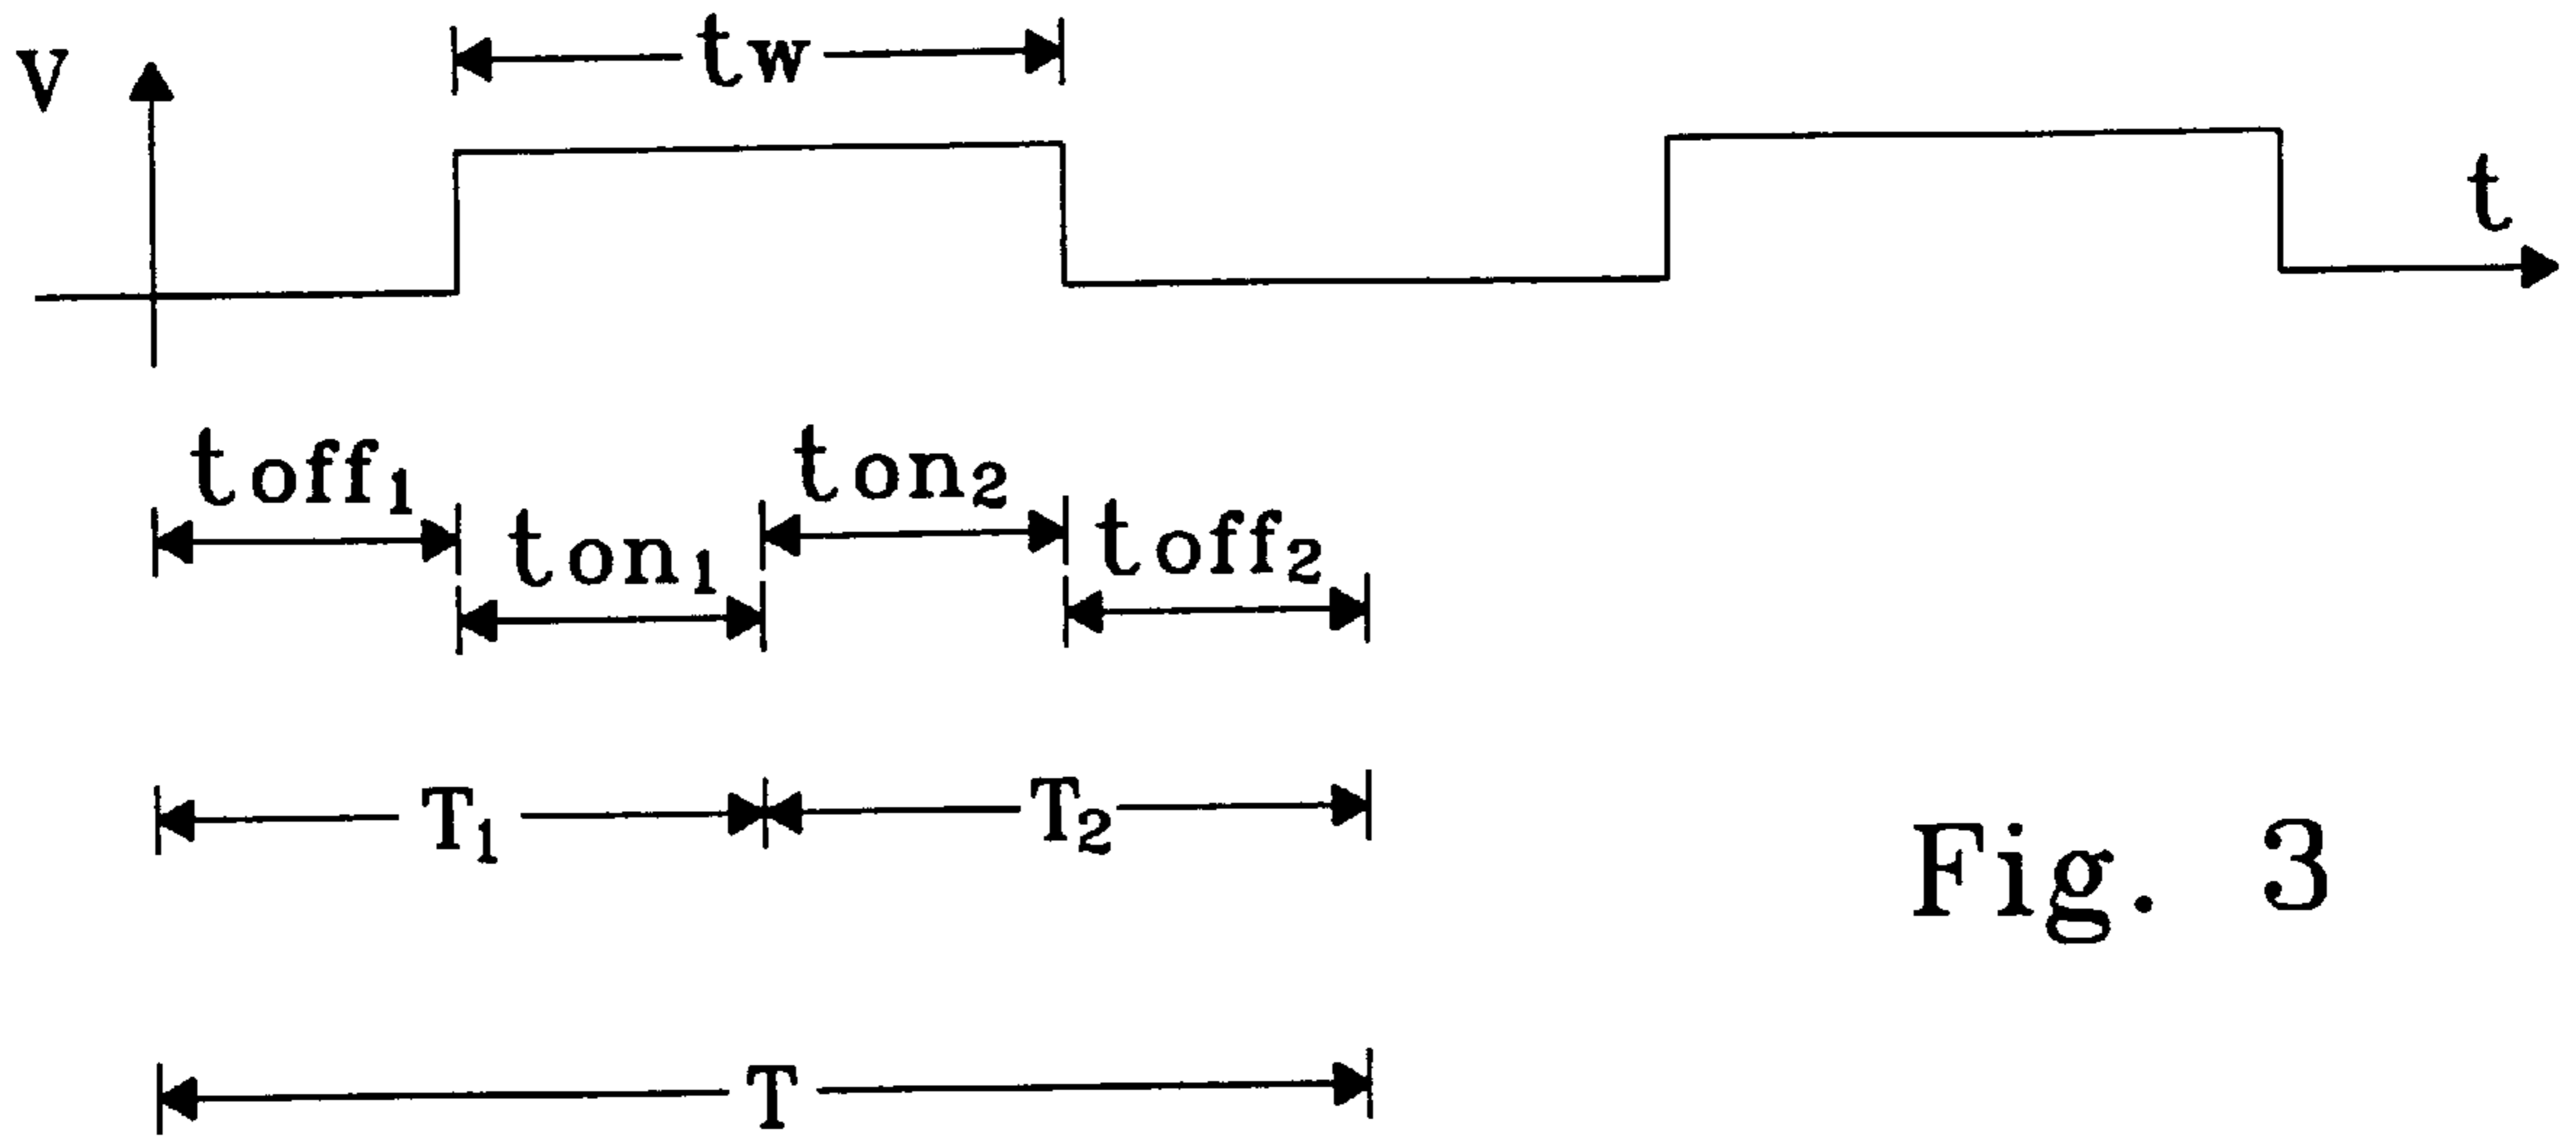 V
tw
t
toff₁
ton₁
ton₂
toff₂
T₁
T₂
T
Fig. 3